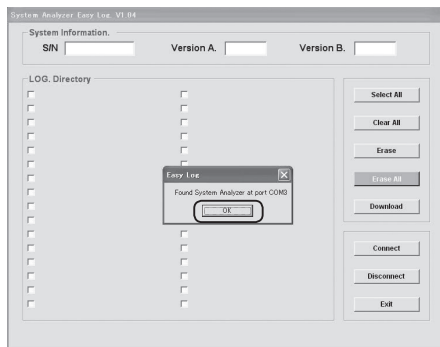 System Analyzer Easy Log. V1.04
System Information.
S/N Version A. Version B.
LOG. Directory
Select All
Clear All
Erase
Erase All
Download
Easy Log
Found System Analyzer at port COM3
OK
Connect
Disconnect
Exit